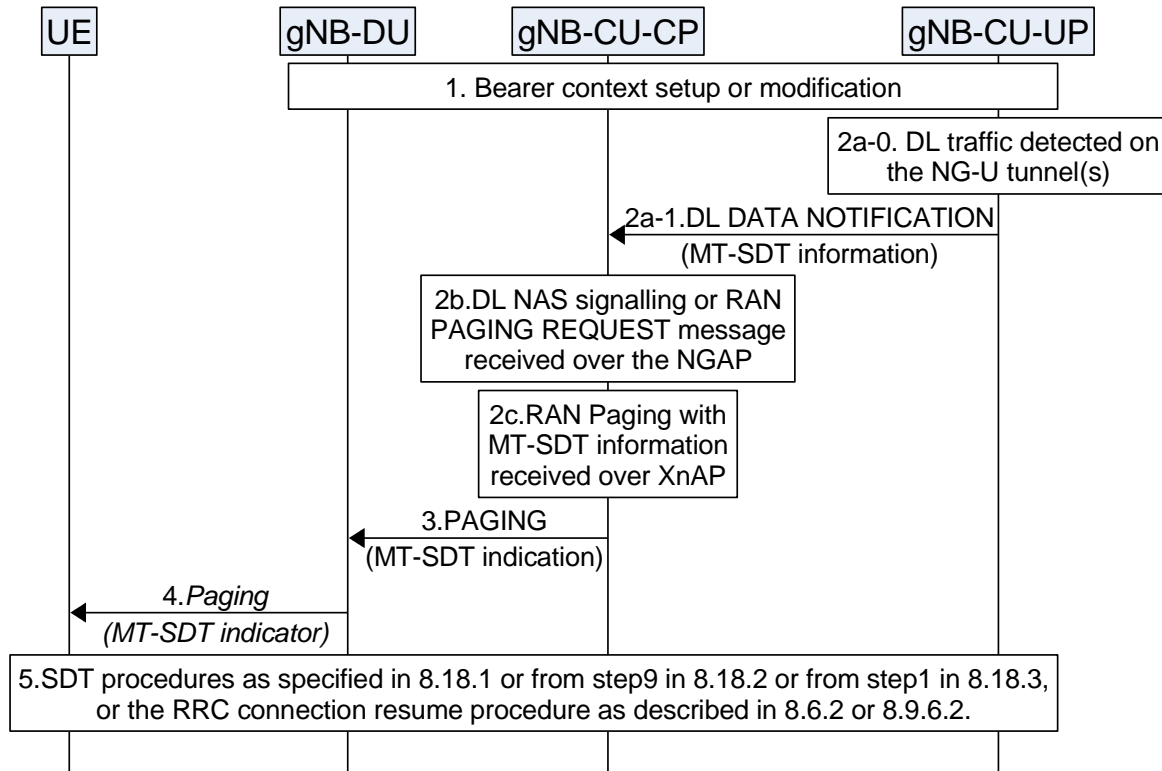 UE
gNB-DU
gNB-CU-CP
gNB-CU-UP
1. Bearer context setup or modification
2a-0. DL traffic detected on
the NG-U tunnel(s)
2a-1.DL DATA NOTIFICATION
(MT-SDT information)
2b.DL NAS signalling or RAN
PAGING REQUEST message
received over the NGAP
2c.RAN Paging with
MT-SDT information
received over XnAP
3.PAGING
(MT-SDT indication)
4.Paging
(MT-SDT indicator)
5.SDT procedures as specified in 8.18.1 or from step9 in 8.18.2 or from step1 in 8.18.3,
or the RRC connection resume procedure as described in 8.6.2 or 8.9.6.2.